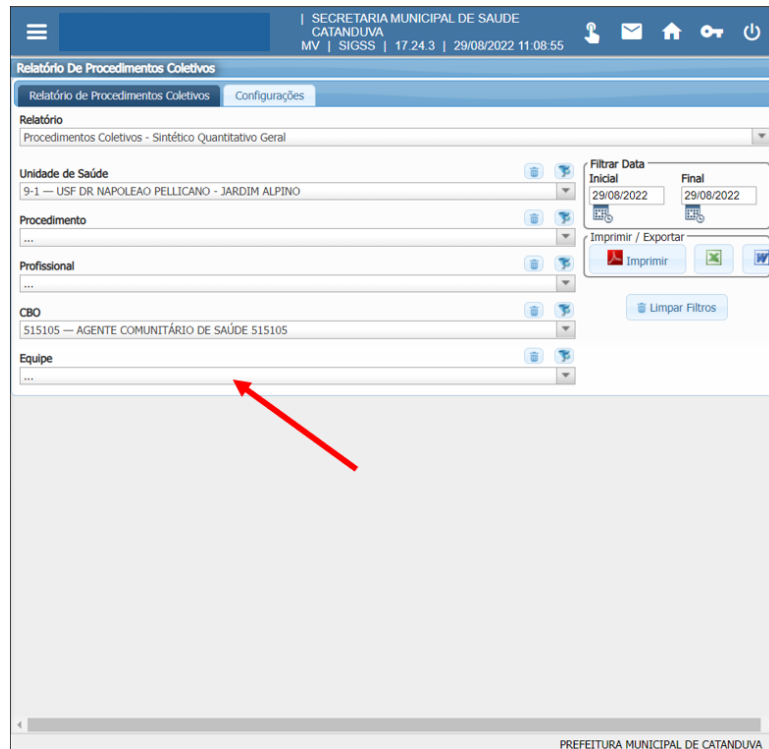 | SECRETARIA MUNICIPAL DE SAUDE
CATANDUVA
MV | SIGSS | 17.24.3 | 29/08/2022 11:08:55
Relatório De Procedimentos Coletivos
Relatório de Procedimentos Coletivos
Configurações
Relatório
Procedimentos Coletivos - Sintético Quantitativo Geral
Unidade de Saúde
9-1 — USF DR NAPOLEAO PELLICANO - JARDIM ALPINO
Procedimento
...
Profissional
...
CBO
515105 — AGENTE COMUNITÁRIO DE SAÚDE 515105
Equipe
...
Filtrar Data
Inicial Final
29/08/2022 29/08/2022
Imprimir / Exportar
Imprimir
Limpar Filtros
PREFEITURA MUNICIPAL DE CATANDUVA